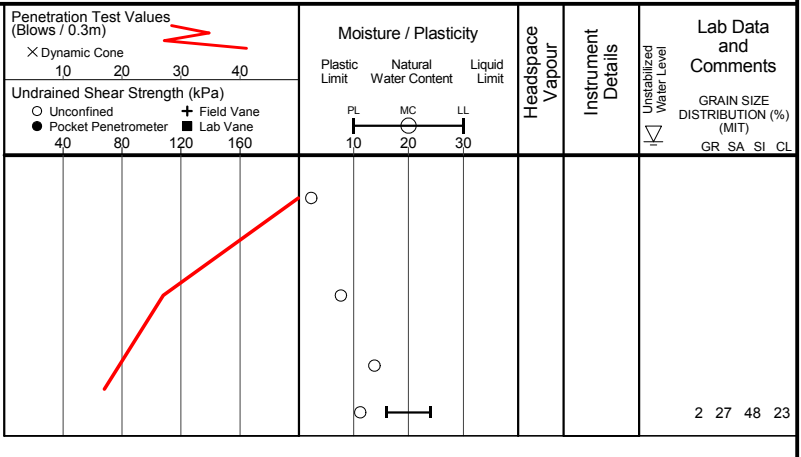 Penetration Test Values
(Blows / 0.3m)
× Dynamic Cone
10 20 30 40
Undrained Shear Strength (kPa)
Unconfined + Field Vane
Pocket Penetrometer Lab Vane
40 80 120 160
Moisture / Plasticity
Plastic Natural Liquid
Limit Water Content Limit
PL MC LL
10 20 30
Headspace
Vapour
Instrument
Details
Unstabilized
Water Level
Lab Data
and
Comments
GRAIN SIZE
DISTRIBUTION (%)
(MIT)
GR SA SI CL
2 27 48 23